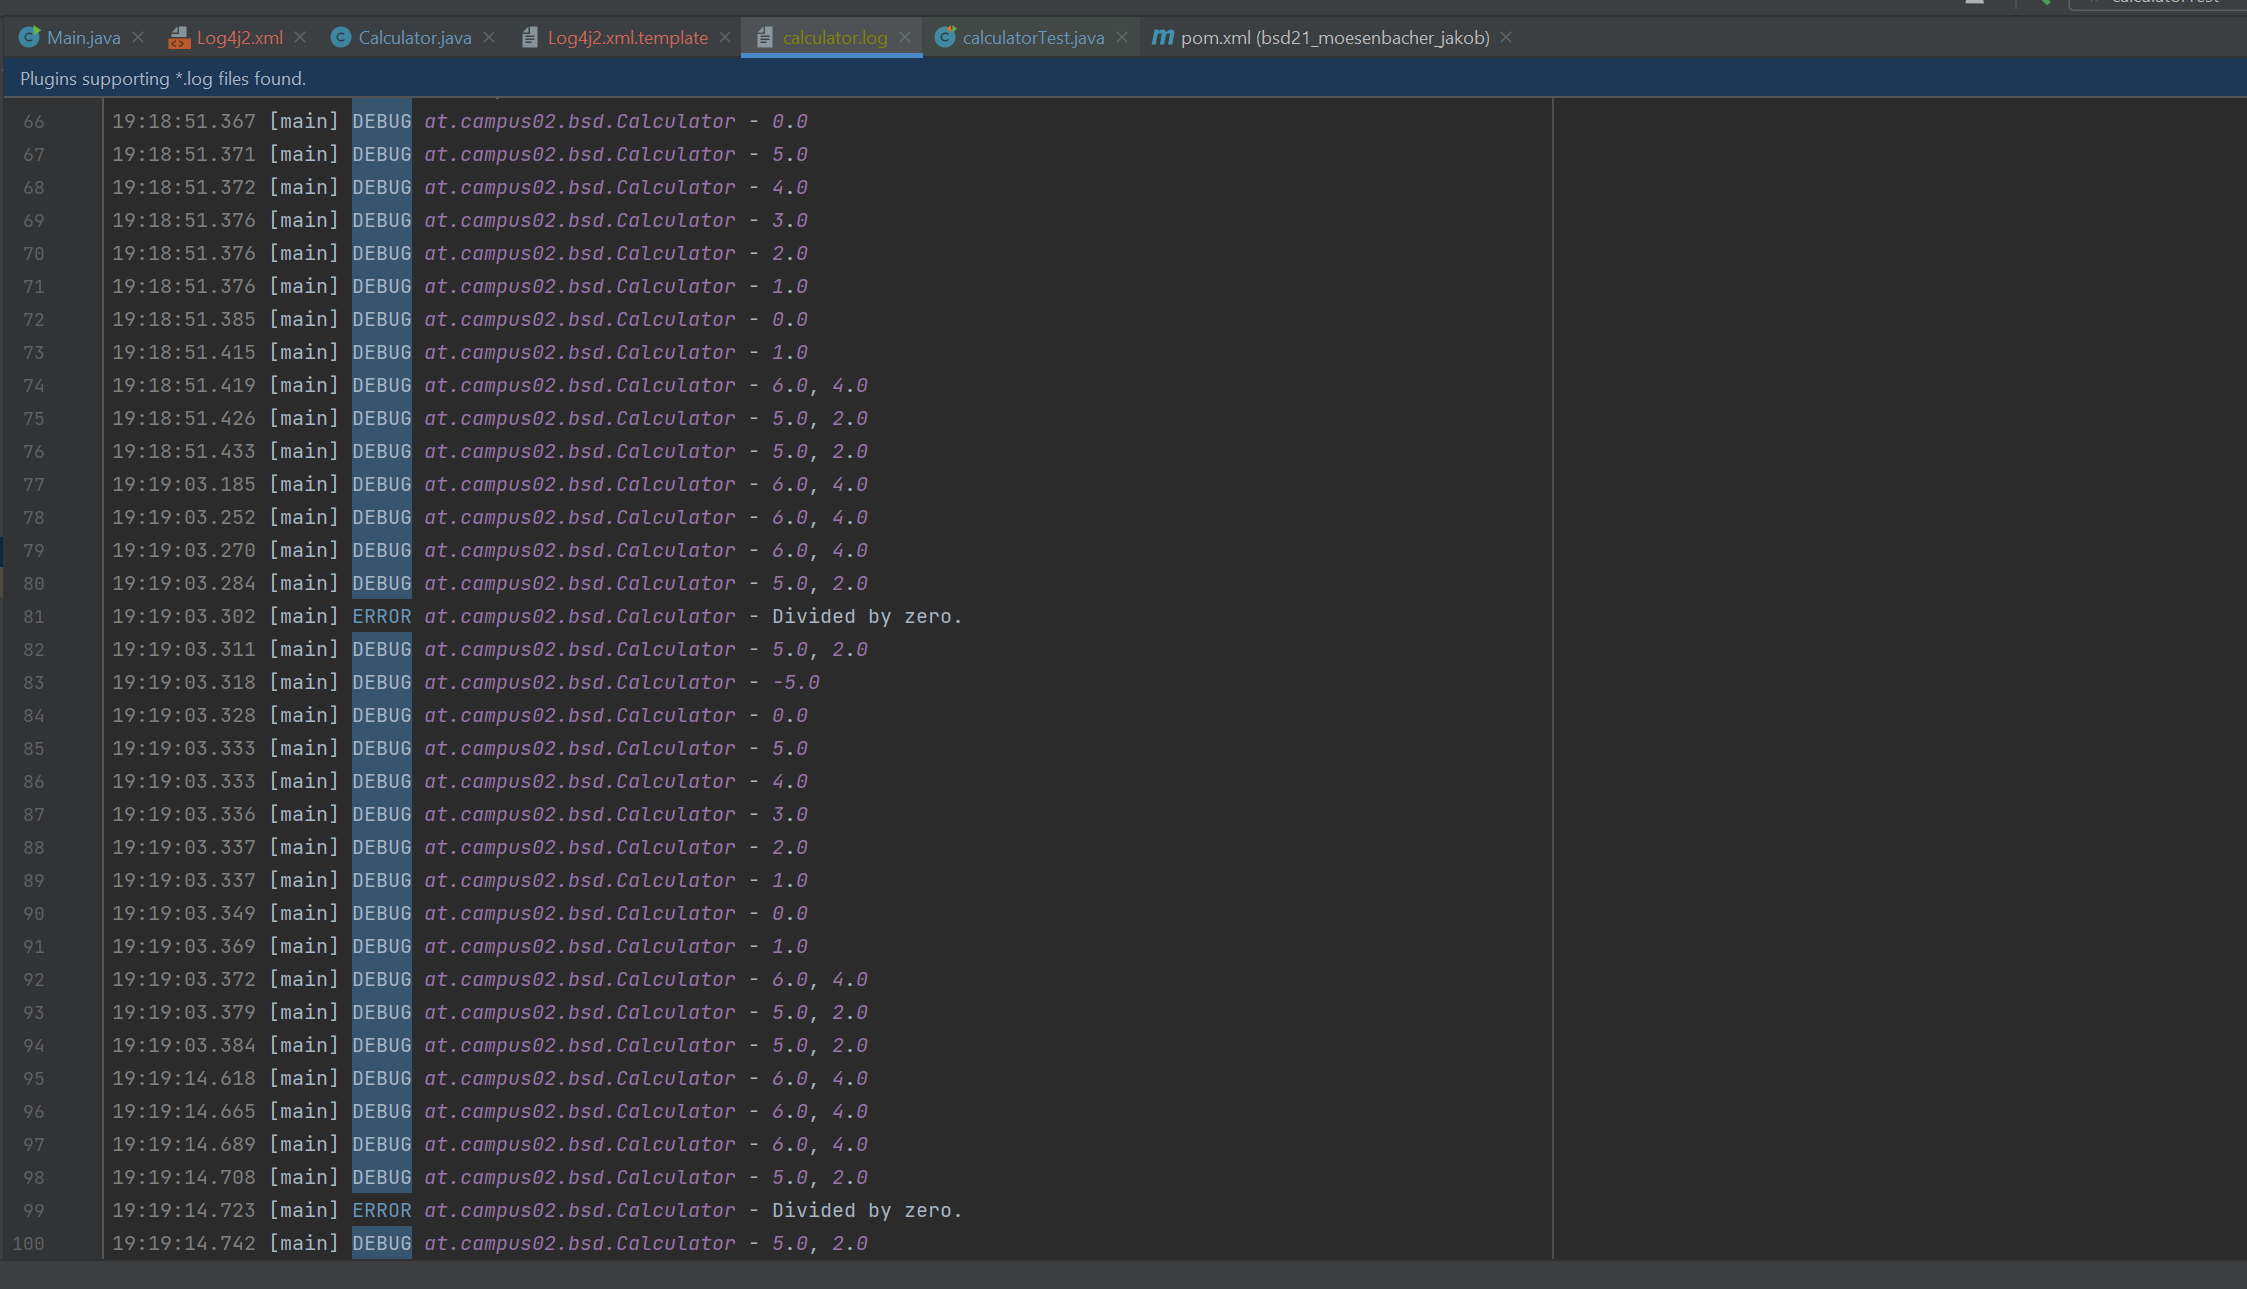 Main.java Log4j2.xml Calculator.java Log4j2.xml.template calculator.log calculatorTest.java pom.xml (bsd21_moesenbacher_jakob)
Plugins supporting *.log files found.
66 19:18:51.367 [main] DEBUG at.campus02.bsd.Calculator - 0.0
67 19:18:51.371 [main] DEBUG at.campus02.bsd.Calculator - 5.0
68 19:18:51.372 [main] DEBUG at.campus02.bsd.Calculator - 4.0
69 19:18:51.376 [main] DEBUG at.campus02.bsd.Calculator - 3.0
70 19:18:51.376 [main] DEBUG at.campus02.bsd.Calculator - 2.0
71 19:18:51.376 [main] DEBUG at.campus02.bsd.Calculator - 1.0
72 19:18:51.385 [main] DEBUG at.campus02.bsd.Calculator - 0.0
73 19:18:51.415 [main] DEBUG at.campus02.bsd.Calculator - 1.0
74 19:18:51.419 [main] DEBUG at.campus02.bsd.Calculator - 6.0, 4.0
75 19:18:51.426 [main] DEBUG at.campus02.bsd.Calculator - 5.0, 2.0
76 19:18:51.433 [main] DEBUG at.campus02.bsd.Calculator - 5.0, 2.0
77 19:19:03.185 [main] DEBUG at.campus02.bsd.Calculator - 6.0, 4.0
78 19:19:03.252 [main] DEBUG at.campus02.bsd.Calculator - 6.0, 4.0
79 19:19:03.270 [main] DEBUG at.campus02.bsd.Calculator - 6.0, 4.0
80 19:19:03.284 [main] DEBUG at.campus02.bsd.Calculator - 5.0, 2.0
81 19:19:03.302 [main] ERROR at.campus02.bsd.Calculator - Divided by zero.
82 19:19:03.311 [main] DEBUG at.campus02.bsd.Calculator - 5.0, 2.0
83 19:19:03.318 [main] DEBUG at.campus02.bsd.Calculator - -5.0
84 19:19:03.328 [main] DEBUG at.campus02.bsd.Calculator - 0.0
85 19:19:03.333 [main] DEBUG at.campus02.bsd.Calculator - 5.0
86 19:19:03.333 [main] DEBUG at.campus02.bsd.Calculator - 4.0
87 19:19:03.336 [main] DEBUG at.campus02.bsd.Calculator - 3.0
88 19:19:03.337 [main] DEBUG at.campus02.bsd.Calculator - 2.0
89 19:19:03.337 [main] DEBUG at.campus02.bsd.Calculator - 1.0
90 19:19:03.349 [main] DEBUG at.campus02.bsd.Calculator - 0.0
91 19:19:03.369 [main] DEBUG at.campus02.bsd.Calculator - 1.0
92 19:19:03.372 [main] DEBUG at.campus02.bsd.Calculator - 6.0, 4.0
93 19:19:03.379 [main] DEBUG at.campus02.bsd.Calculator - 5.0, 2.0
94 19:19:03.384 [main] DEBUG at.campus02.bsd.Calculator - 5.0, 2.0
95 19:19:14.618 [main] DEBUG at.campus02.bsd.Calculator - 6.0, 4.0
96 19:19:14.665 [main] DEBUG at.campus02.bsd.Calculator - 6.0, 4.0
97 19:19:14.689 [main] DEBUG at.campus02.bsd.Calculator - 6.0, 4.0
98 19:19:14.708 [main] DEBUG at.campus02.bsd.Calculator - 5.0, 2.0
99 19:19:14.723 [main] ERROR at.campus02.bsd.Calculator - Divided by zero.
100 19:19:14.742 [main] DEBUG at.campus02.bsd.Calculator - 5.0, 2.0